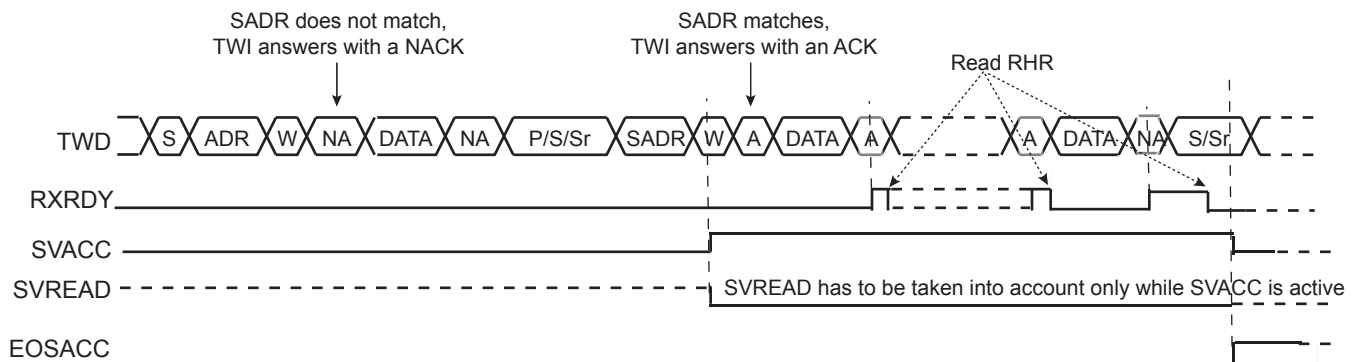 SADR does not match,
TWI answers with a NACK
SADR matches,
TWI answers with an ACK
Read RHR
TWD S ADR W NA DATA NA P/S/Sr SADR W A DATA A A DATA NA S/Sr
RXRDY
SVACC
SVREAD SVREAD has to be taken into account only while SVACC is active
EOSACC